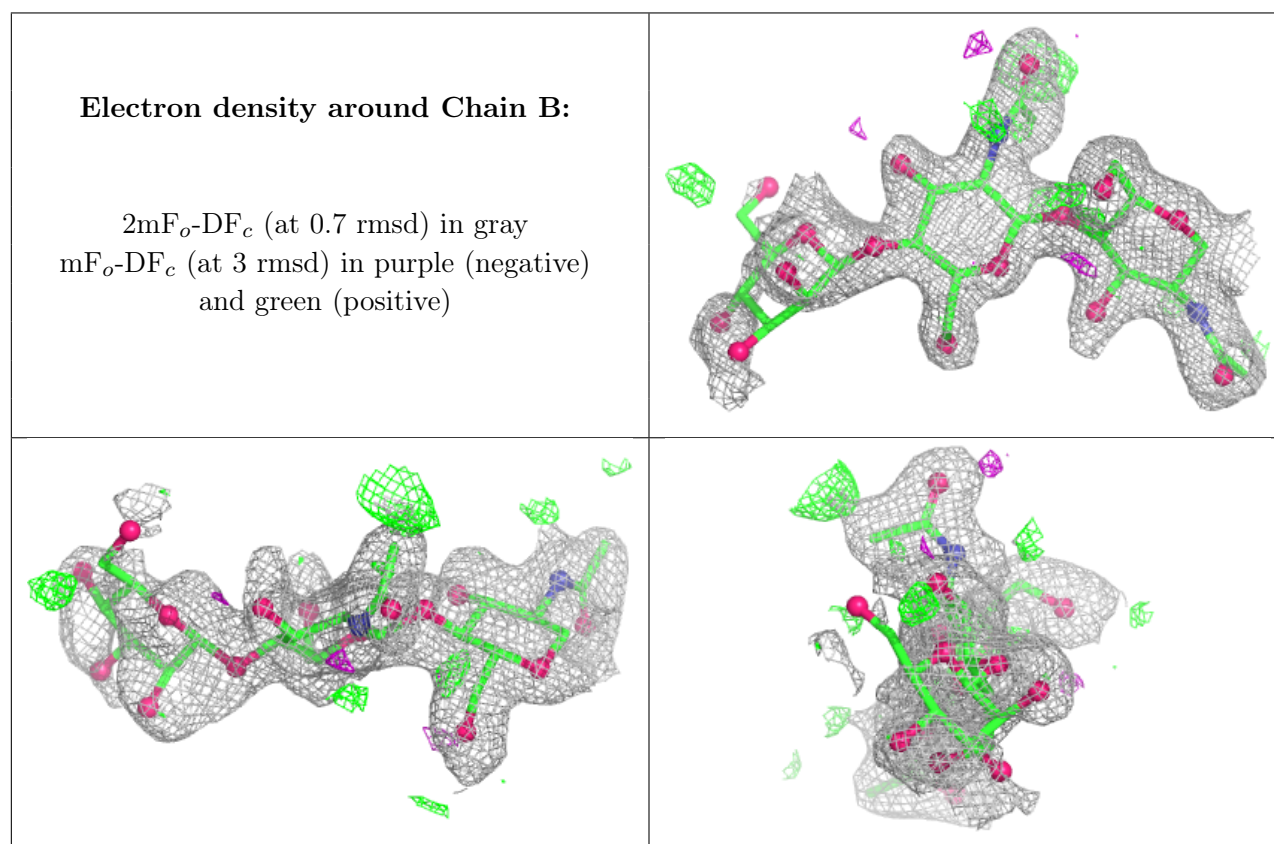 Electron density around Chain B:
2mFo-DFc (at 0.7 rmsd) in gray
mFo-DFc (at 3 rmsd) in purple (negative)
and green (positive)